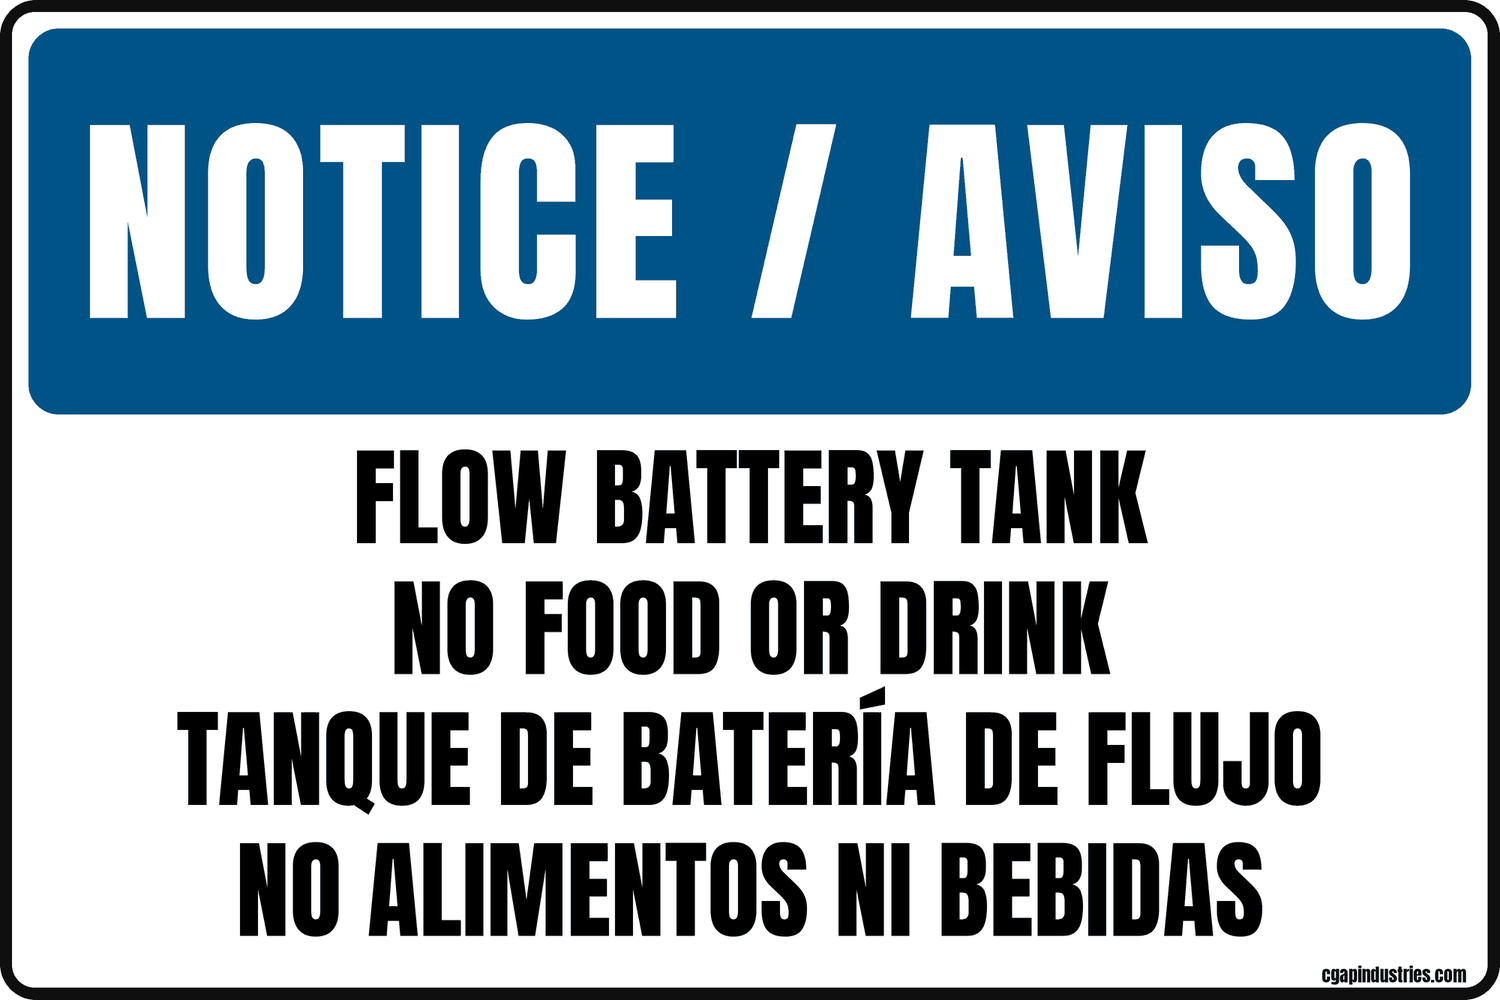 NOTICE / AVISO
FLOW BATTERY TANK
NO FOOD OR DRINK
TANQUE DE BATERÍA DE FLUJO
NO ALIMENTOS NI BEBIDAS
cgapindustries.com